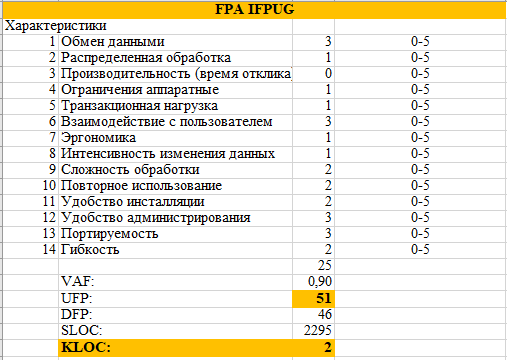 FPA IFPUG
Характеристики
1 Обмен данными 3 0-5
2 Распределенная обработка 1 0-5
3 Производительность (время отклика 0 0-5
4 Ограничения аппаратные 1 0-5
5 Транзакционная нагрузка 1 0-5
6 Взаимодействие с пользователем 3 0-5
7 Эргономика 1 0-5
8 Интенсивность изменения данных 1 0-5
9 Сложность обработки 2 0-5
10 Повторное использование 2 0-5
11 Удобство инсталляции 2 0-5
12 Удобство администрирования 3 0-5
13 Портируемость 3 0-5
14 Гибкость 2 0-5
25
VAF: 0,90
UFP: 51
DFP: 46
SLOC: 2295
KLOC: 2